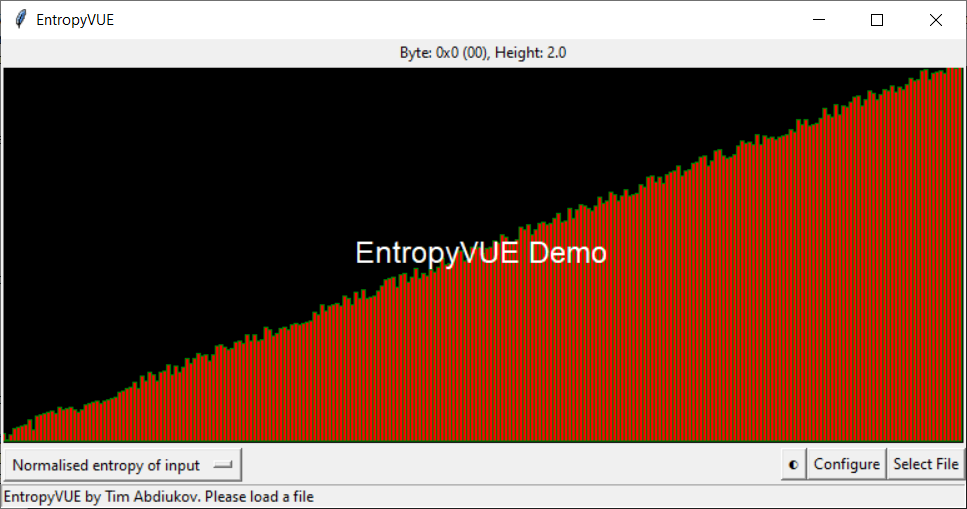 EntropyVUE
Byte: 0x0 (00), Height: 2.0
EntropyVUE Demo
Normalised entropy of input
Configure
Select File
EntropyVUE by Tim Abdiukov. Please load a file